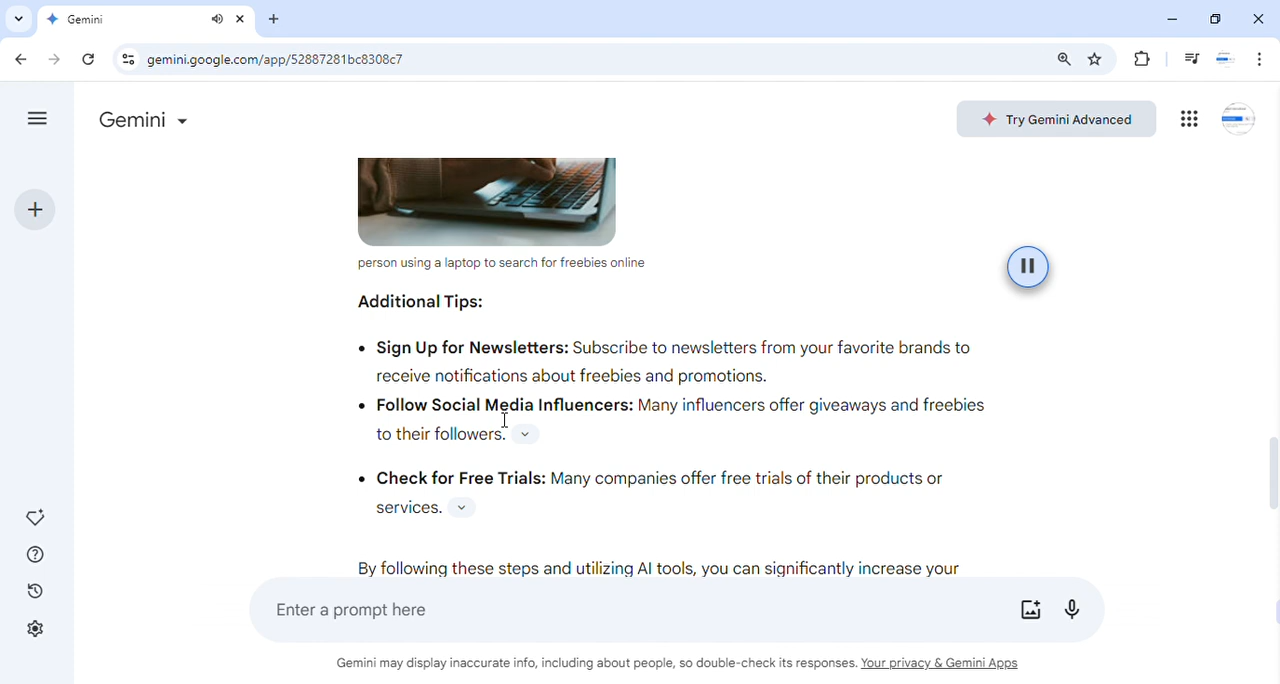 Gemini
gemini.google.com/app/52887281bc8308c7
Gemini
Try Gemini Advanced
person using a laptop to search for freebies online
Additional Tips:
• Sign Up for Newsletters: Subscribe to newsletters from your favorite brands to
receive notifications about freebies and promotions.
• Follow Social Media Influencers: Many influencers offer giveaways and freebies
to their followers.
• Check for Free Trials: Many companies offer free trials of their products or
services.
By following these steps and utilizing AI tools, you can significantly increase your
Enter a prompt here
Gemini may display inaccurate info, including about people, so double-check its responses. Your privacy & Gemini Apps